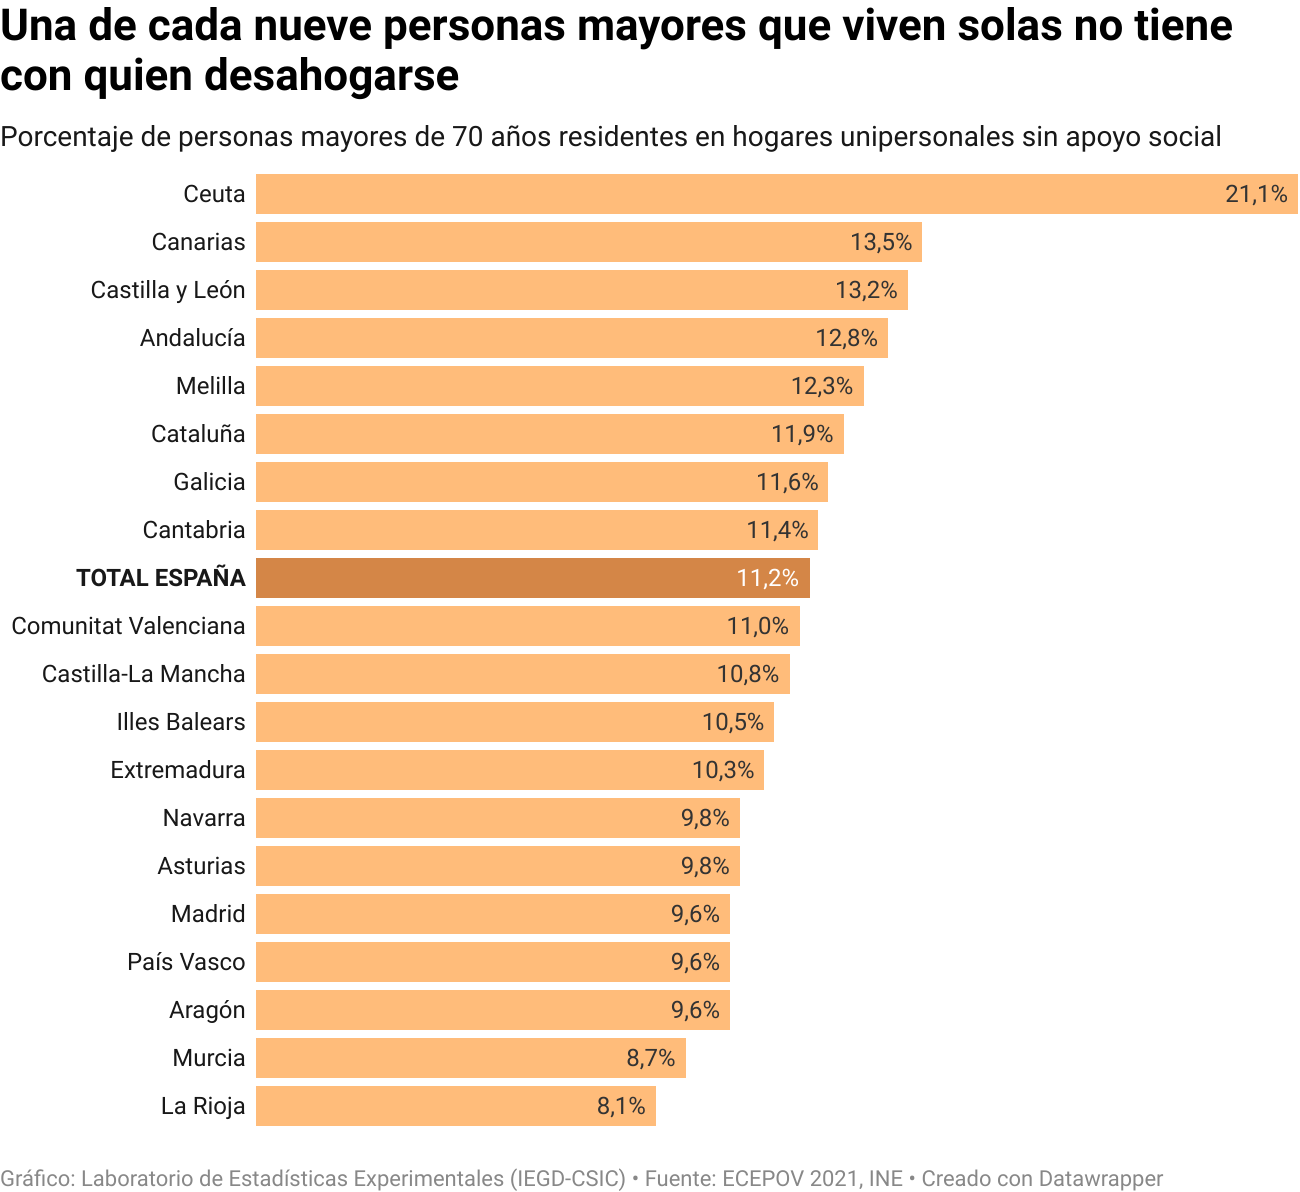 Una de cada nueve personas mayores que viven solas no tiene
con quien desahogarse
Porcentaje de personas mayores de 70 años residentes en hogares unipersonales sin apoyo social
Ceuta 21,1%
Canarias 13,5%
Castilla y León 13,2%
Andalucía 12,8%
Melilla 12,3%
Cataluña 11,9%
Galicia 11,6%
Cantabria 11,4%
TOTAL ESPAÑA 11,2%
Comunitat Valenciana 11,0%
Castilla-La Mancha 10,8%
Illes Balears 10,5%
Extremadura 10,3%
Navarra 9,8%
Asturias 9,8%
Madrid 9,6%
País Vasco 9,6%
Aragón 9,6%
Murcia 8,7%
La Rioja 8,1%
Gráfico: Laboratorio de Estadísticas Experimentales (IEGD-CSIC) • Fuente: ECEPOV 2021, INE • Creado con Datawrapper